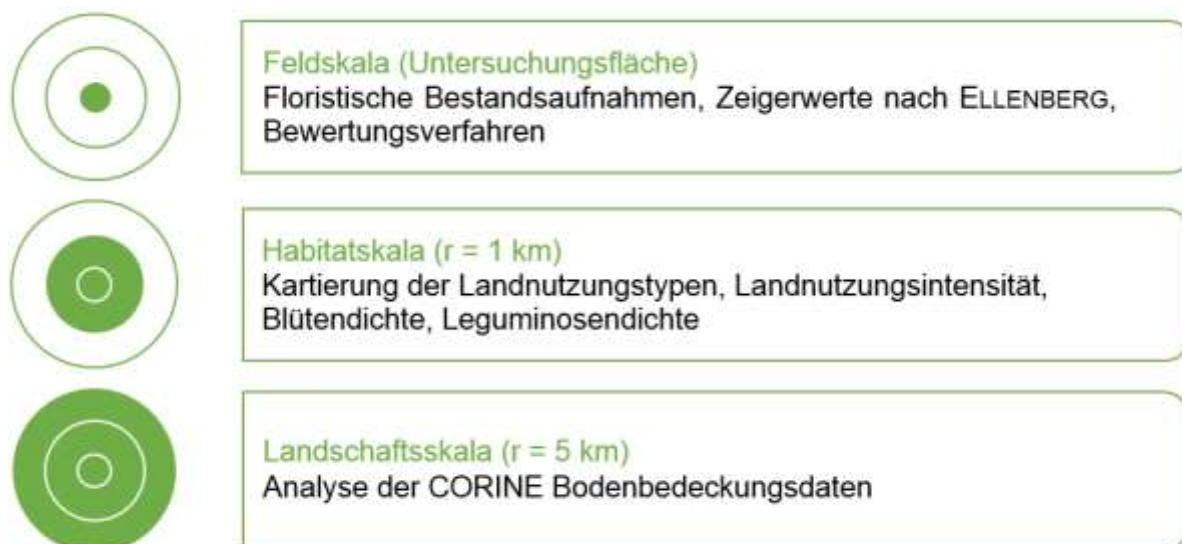 Feldskala (Untersuchungsfläche)
Floristische Bestandsaufnahmen, Zeigerwerte nach ELLENBERG,
Bewertungsverfahren
Habitatskala (r = 1 km)
Kartierung der Landnutzungstypen, Landnutzungsintensität,
Blütendichte, Leguminosendichte
Landschaftsskala (r = 5 km)
Analyse der CORINE Bodenbedeckungsdaten